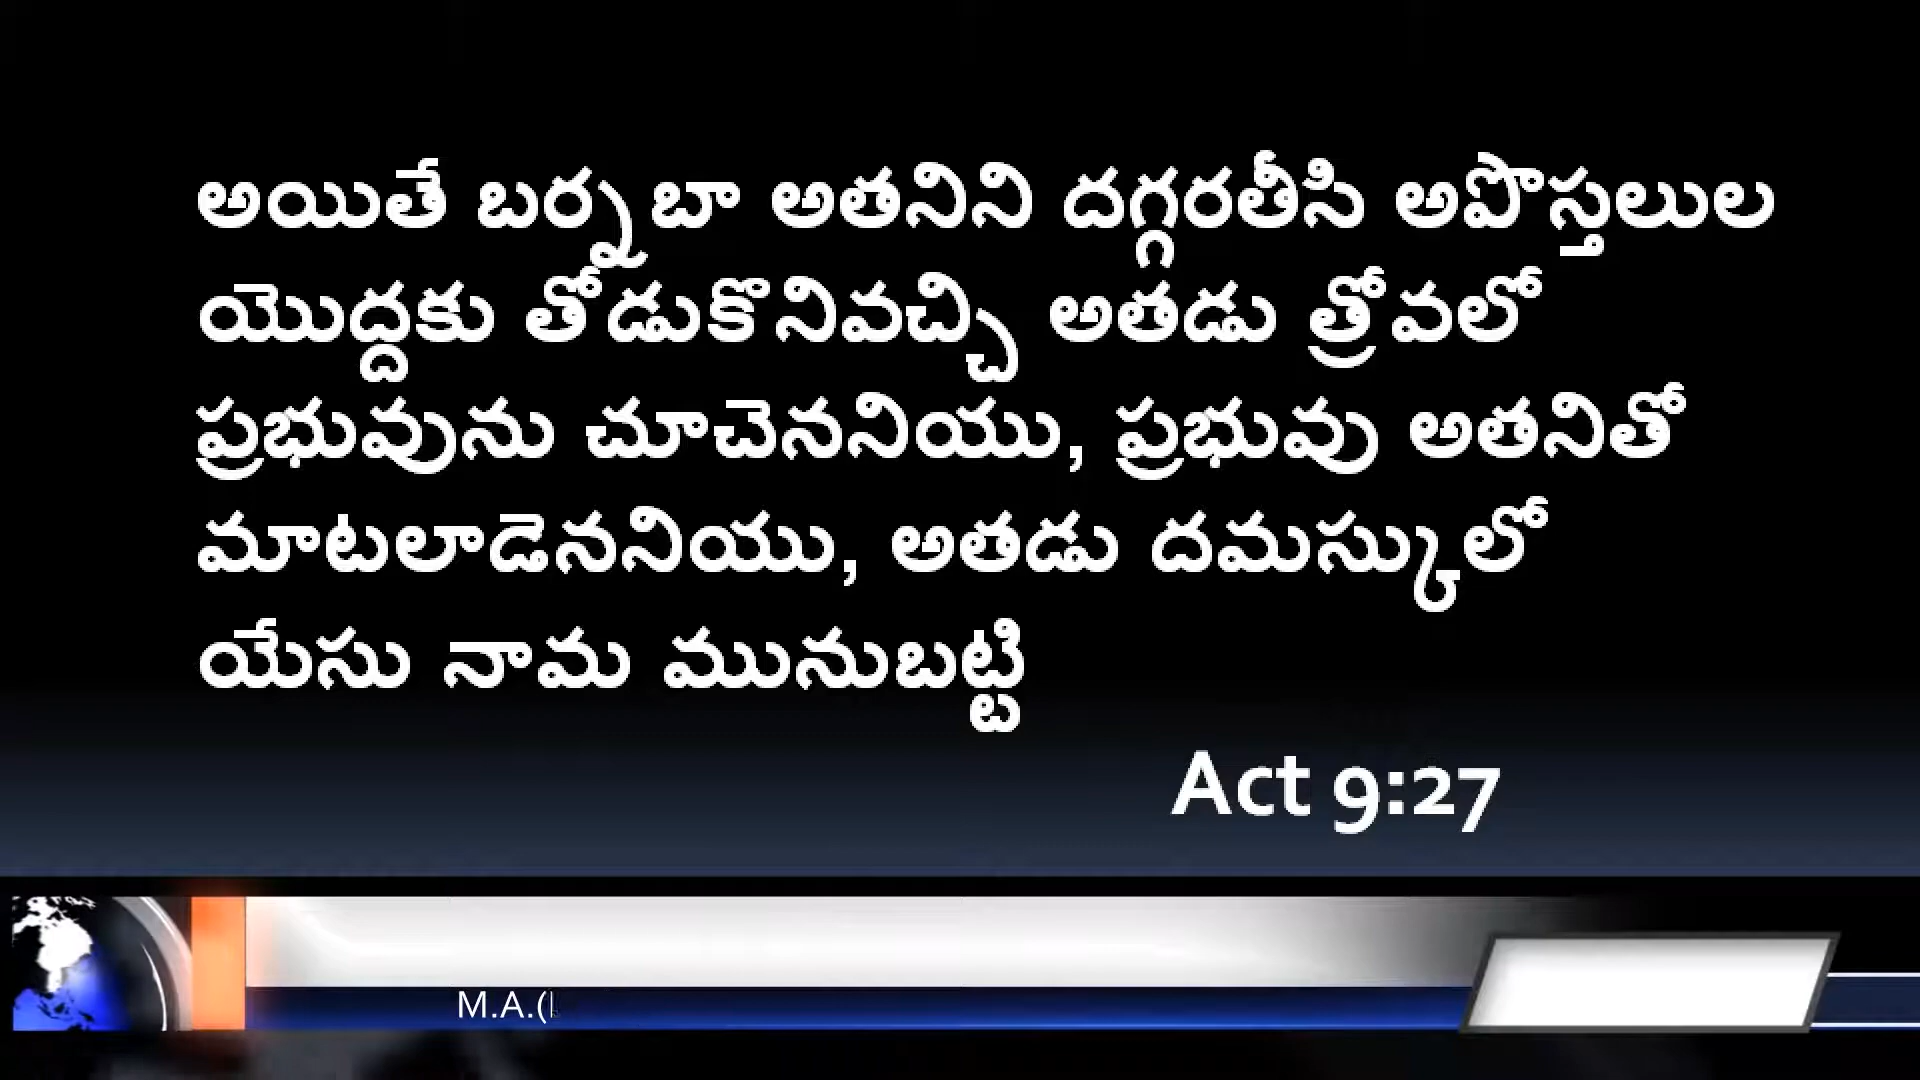 అయితే బర్నబా అతనిని దగ్గరతీసి అపొస్తలుల
యొద్దకు తోడుకొనివచ్చి అతడు త్రోవలో
ప్రభువును చూచెననియు, ప్రభువు అతనితో
మాటలాడెననియు, అతడు దమస్కులో
యేసు నామ మునుబట్టి
Act 9:27
M.A.(